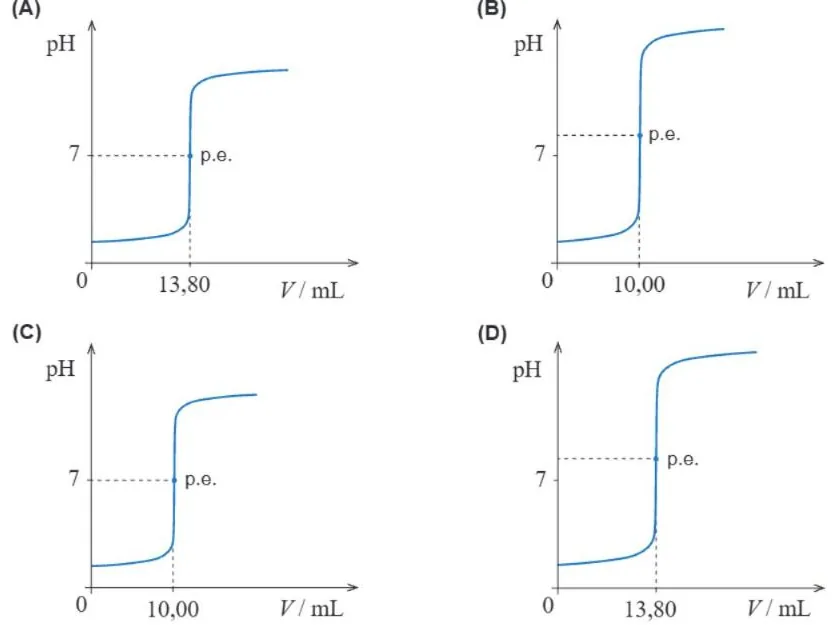 (A)
pH
7
p.e.
0
13,80
V / mL
(B)
pH
7
p.e.
0
10,00
V / mL
(C)
pH
7
p.e.
0
10,00
V / mL
(D)
pH
7
p.e.
0
13,80
V / mL